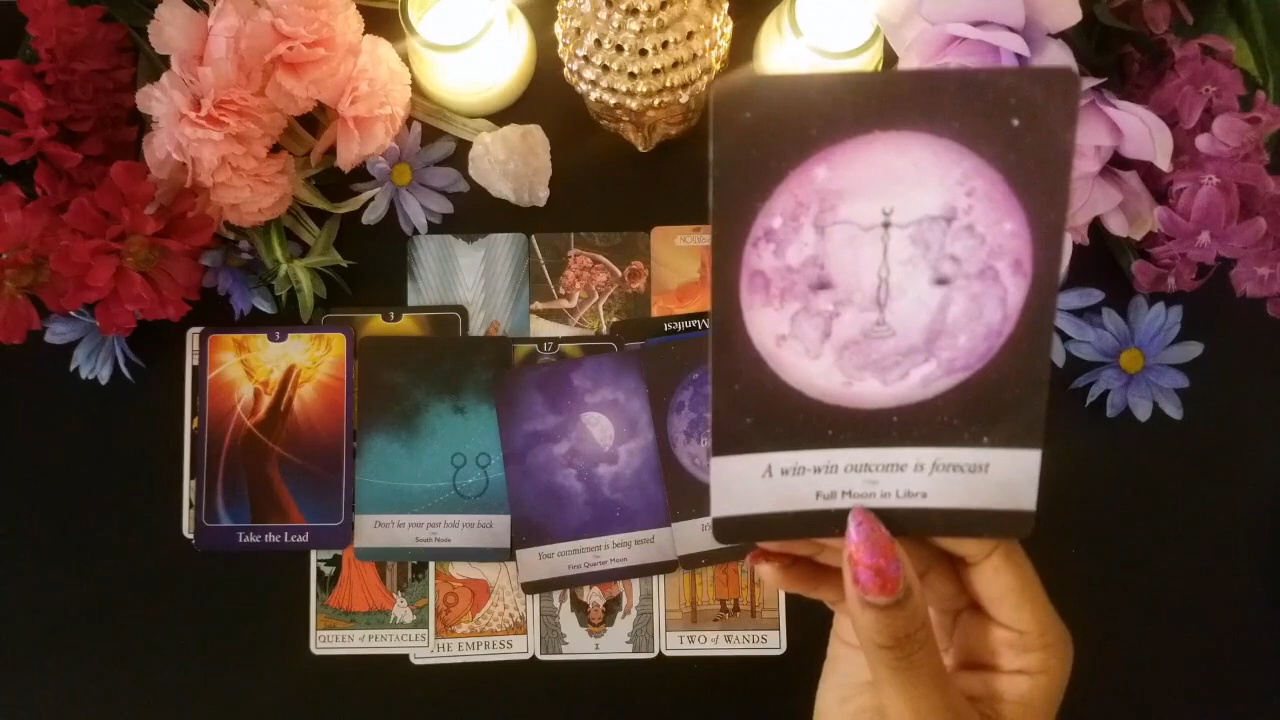 A win-win outcome is forecast
Full Moon in Libra
3
17
Manifest
3
Take the Lead
Don't let your past hold you back
South Node
Your commitment is being tested
First Quarter Moon
It's
QUEEN of PENTACLES
HE EMPRESS
I
TWO of WANDS